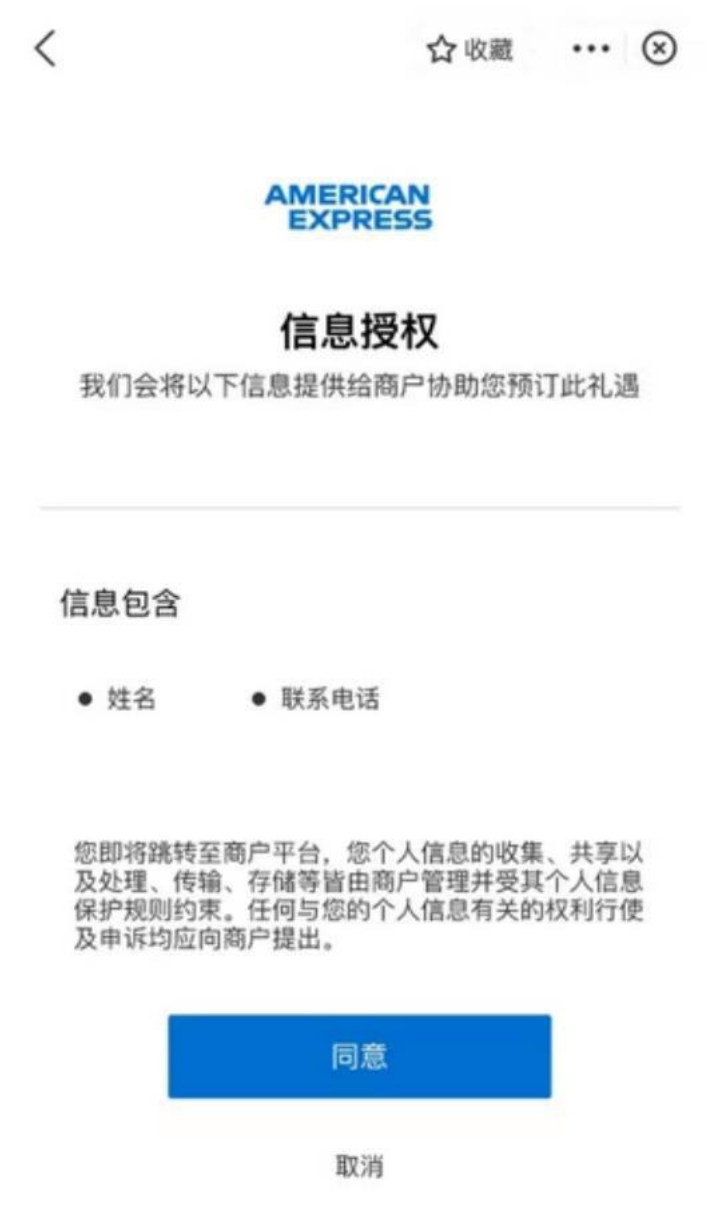 收藏
AMERICAN
EXPRESS
信息授权
我们会将以下信息提供给商户协助您预订此礼遇
信息包含
● 姓名 ● 联系电话
您即将跳转至商户平台，您个人信息的收集、共享以
及处理、传输、存储等皆由商户管理并受其个人信息
保护规则约束。任何与您的个人信息有关的权利行使
及申诉均应向商户提出。
同意
取消